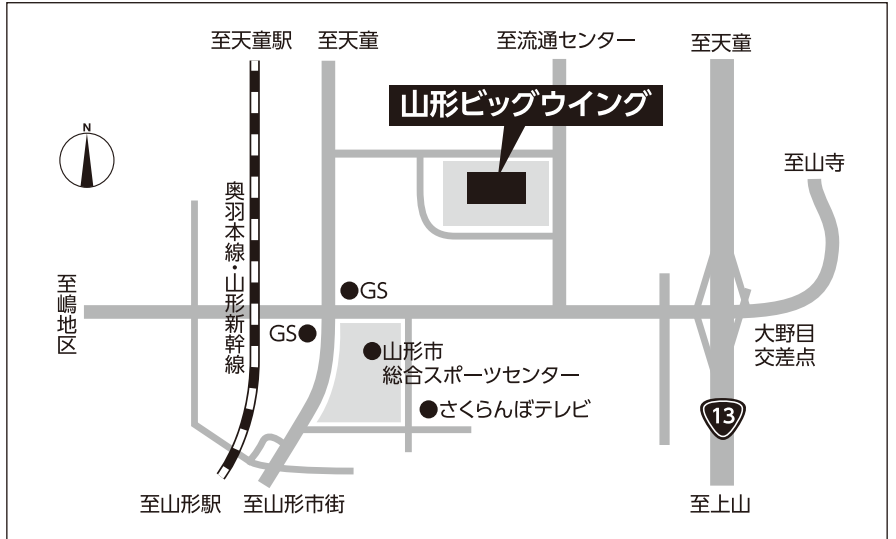 至天童駅
至天童
至流通センター
至天童
山形ビッグウイング
N
至山寺
奥羽本線・山形新幹線
至嶋地区
GS
GS
大野目
交差点
山形市
総合スポーツセンター
さくらんぼテレビ
13
至山形駅
至山形市街
至上山